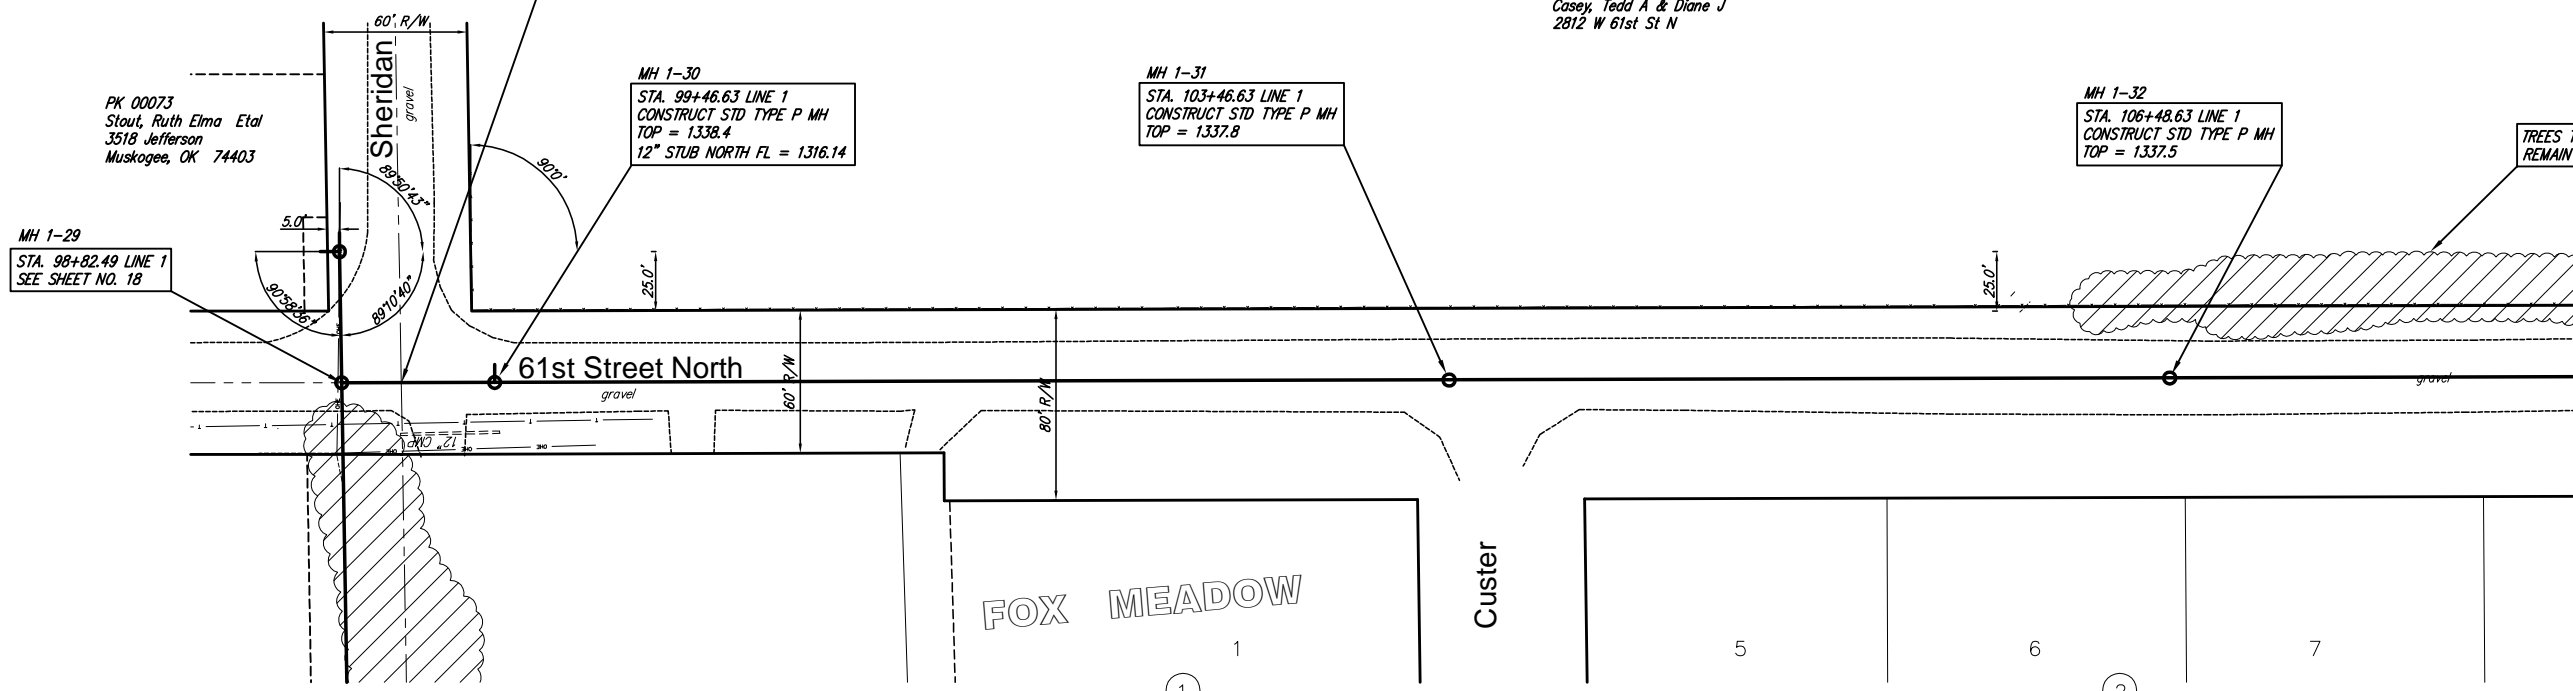 Casey, Tedd A & Diane J
2812 W 61st St N
60' R/W
Sheridan
gravel
PK 00073
Stout, Ruth Elma Etal
3518 Jefferson
Muskogee, OK 74403
MH 1-30
STA. 99+46.63 LINE 1
CONSTRUCT STD TYPE P MH
TOP = 1338.4
12" STUB NORTH FL = 1316.14
MH 1-31
STA. 103+46.63 LINE 1
CONSTRUCT STD TYPE P MH
TOP = 1337.8
MH 1-32
STA. 106+48.63 LINE 1
CONSTRUCT STD TYPE P MH
TOP = 1337.5
TREES
REMAIN
89°50'43"
90°0'
5.0'
MH 1-29
STA. 98+82.49 LINE 1
SEE SHEET NO. 18
90°58'36"
89°10'40"
25.0'
25.0'
61st Street North
gravel
60' R/W
80' R/W
gravel
12" CMP
OHE
OHE
OHE
FOX MEADOW
Custer
1
5
6
7
1
2